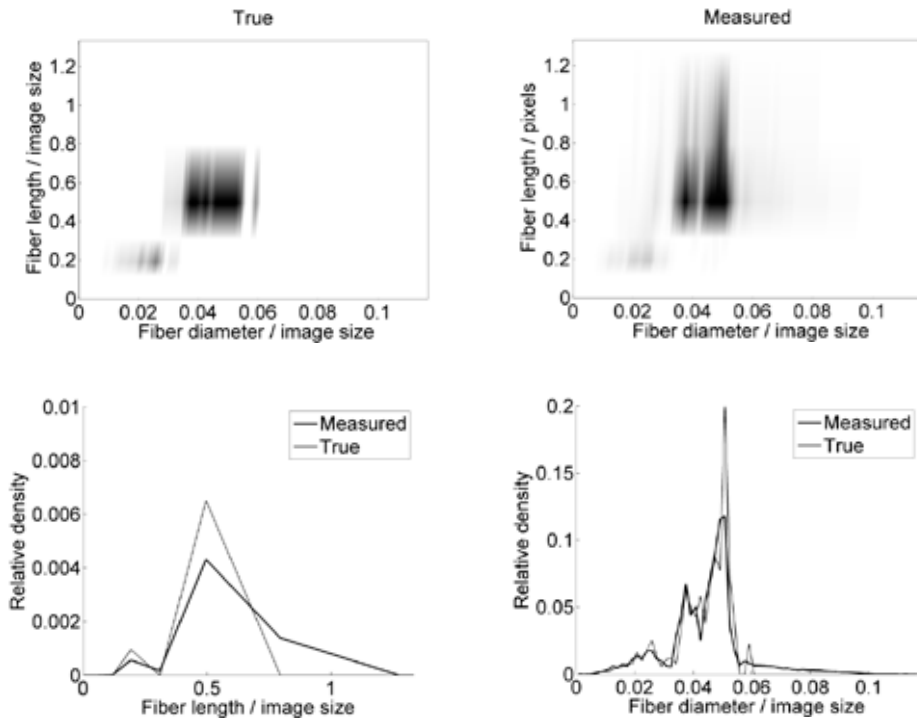 True
Fiber length / image size
1.2
1
0.8
0.6
0.4
0.2
0
0 0.02 0.04 0.06 0.08 0.1
Fiber diameter / image size
Measured
Fiber length / pixels
1.2
1
0.8
0.6
0.4
0.2
0
0 0.02 0.04 0.06 0.08 0.1
Fiber diameter / image size
Relative density
0.01
0.008
0.006
0.004
0.002
0
0 0.5 1
Fiber length / image size
Measured
True
Relative density
0.2
0.15
0.1
0.05
0
0 0.02 0.04 0.06 0.08 0.1
Fiber diameter / image size
Measured
True